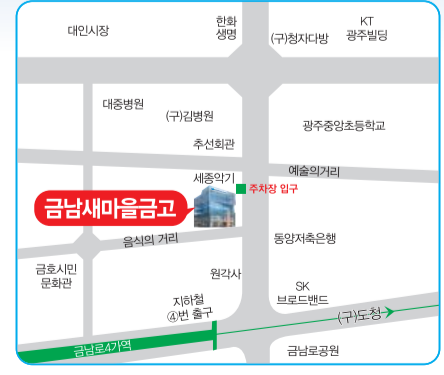 대인시장
한화
생명
(구)청자다방
KT
광주빌딩
대중병원
(구)김병원
광주중앙초등학교
추선회관
예술의거리
세종악기
주차장 입구
금남새마을금고
음식의 거리
동양저축은행
금호시민
문화관
원각사
SK
브로드밴드
지하철
④번 출구
(구)도청
금남로4가역
금남로공원